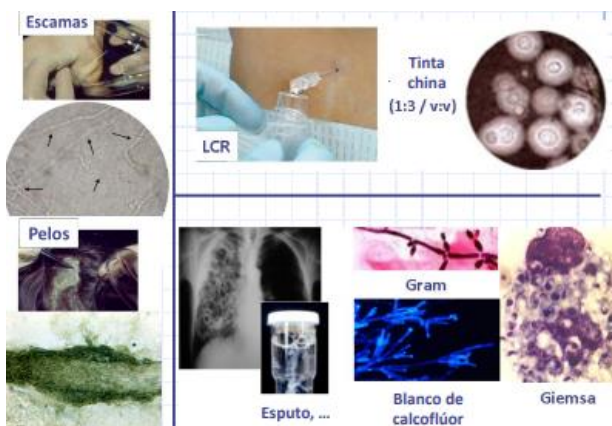 Escamas
LCR
Tinta
china
(1:3 / v:v)
Pelos
Esputo, ...
Gram
Blanco de
calcoflúor
Giemsa